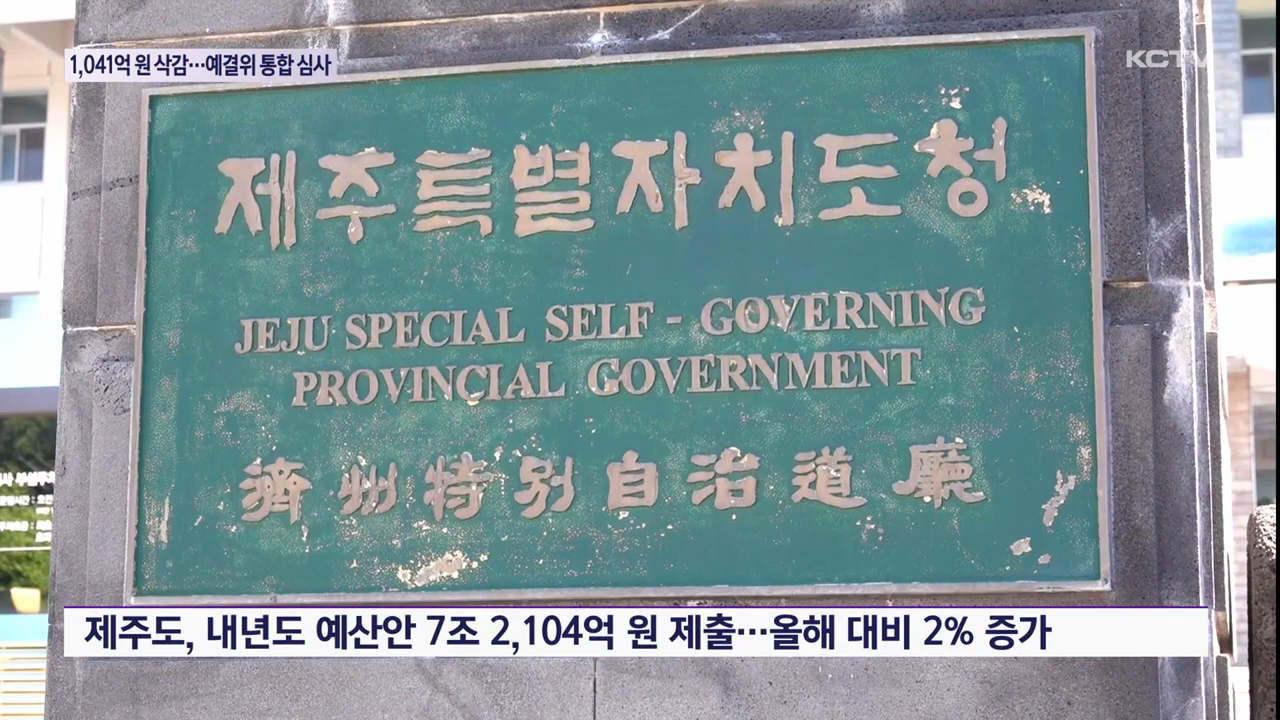 1,041억 원 삭감…예결위 통합 심사
KCTV
제주특별자치도청
JEJU SPECIAL SELF - GOVERNING
PROVINCIAL GOVERNMENT
濟州特別自治道廳
제주도, 내년도 예산안 7조 2,104억 원 제출…올해 대비 2% 증가